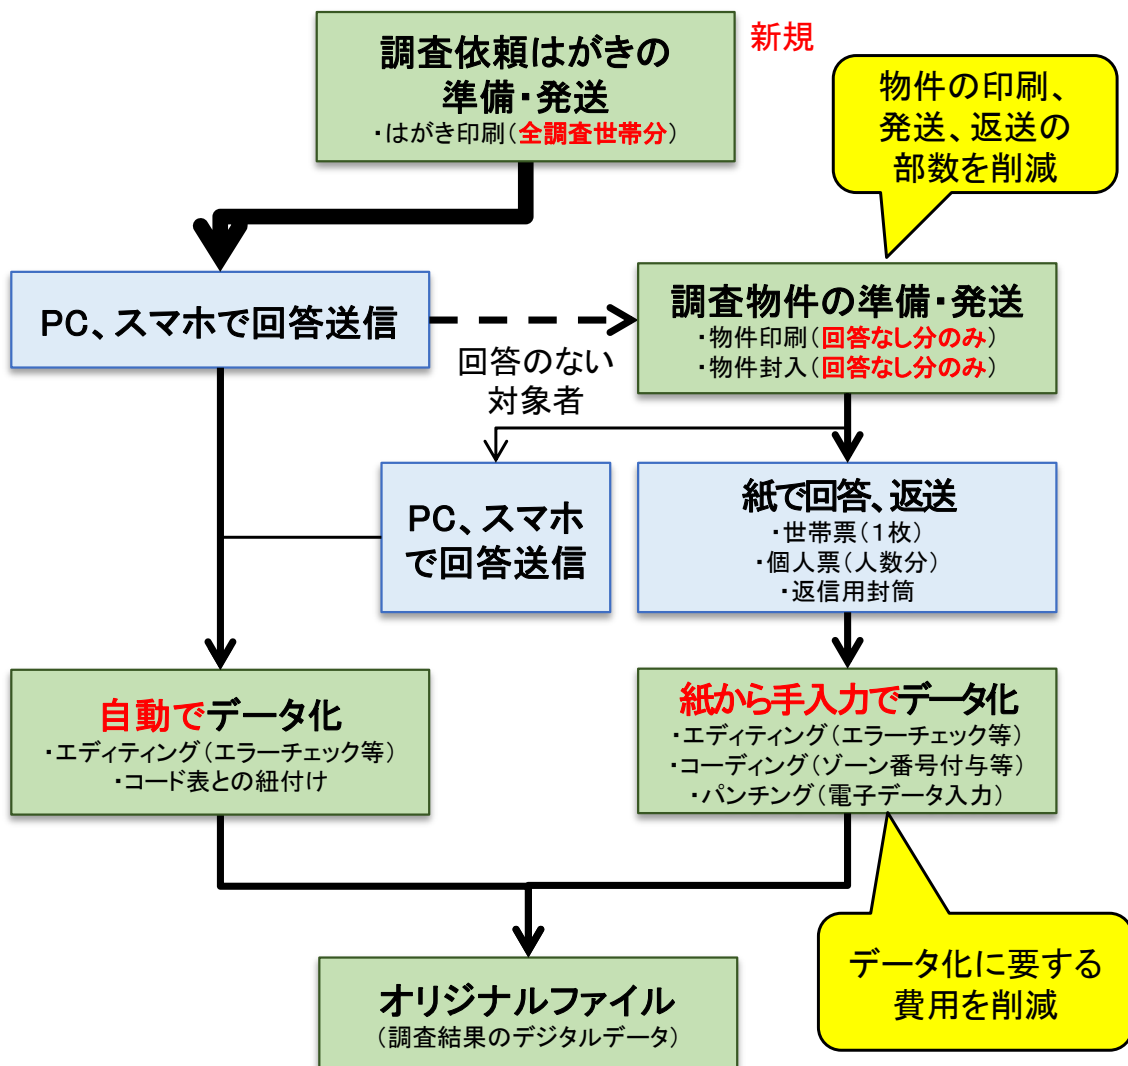 調査依頼はがきの
準備・発送
・はがき印刷（全調査世帯分）
新規
物件の印刷、
発送、返送の
部数を削減
PC、スマホで回答送信
回答のない
対象者
調査物件の準備・発送
・物件印刷（回答なし分のみ）
・物件封入（回答なし分のみ）
PC、スマホ
で回答送信
紙で回答、返送
・世帯票（1枚）
・個人票（人数分）
・返信用封筒
自動でデータ化
・エディティング（エラーチェック等）
・コード表との紐付け
紙から手入力でデータ化
・エディティング（エラーチェック等）
・コーディング（ゾーン番号付与等）
・パンチング（電子データ入力）
データ化に要する
費用を削減
オリジナルファイル
（調査結果のデジタルデータ）